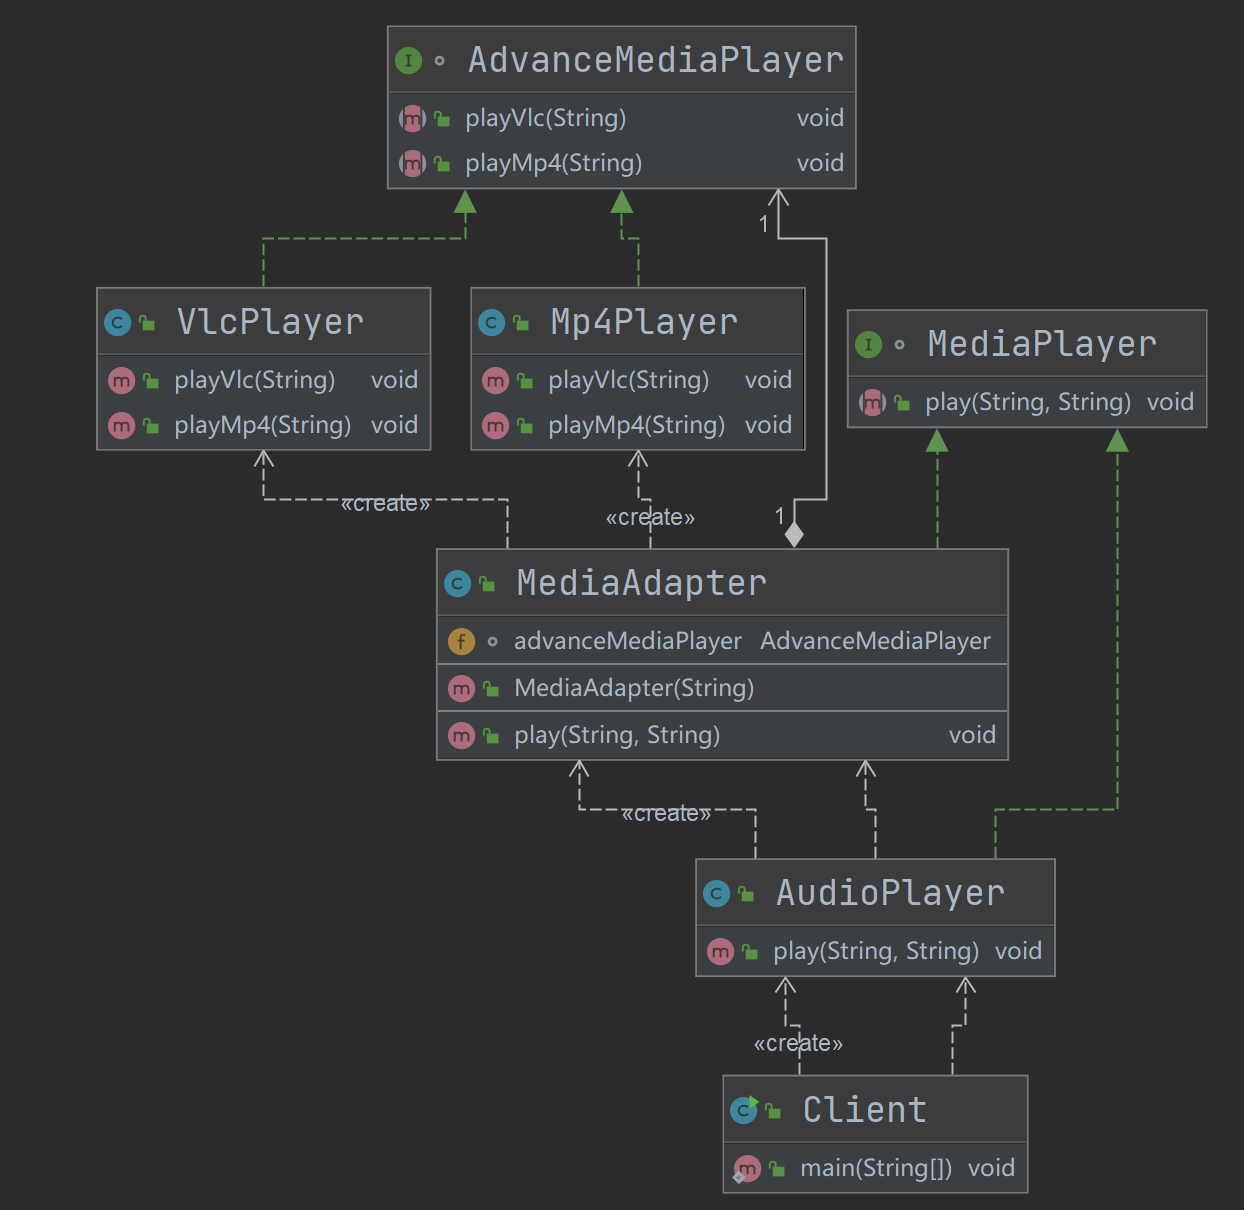 AdvanceMediaPlayer
playVlc(String) void
playMp4(String) void
1
VlcPlayer
playVlc(String) void
playMp4(String) void
Mp4Player
playVlc(String) void
playMp4(String) void
MediaPlayer
play(String, String) void
«create»
«create»
1
MediaAdapter
advanceMediaPlayer AdvanceMediaPlayer
MediaAdapter(String)
play(String, String) void
«create»
AudioPlayer
play(String, String) void
«create»
Client
main(String[]) void